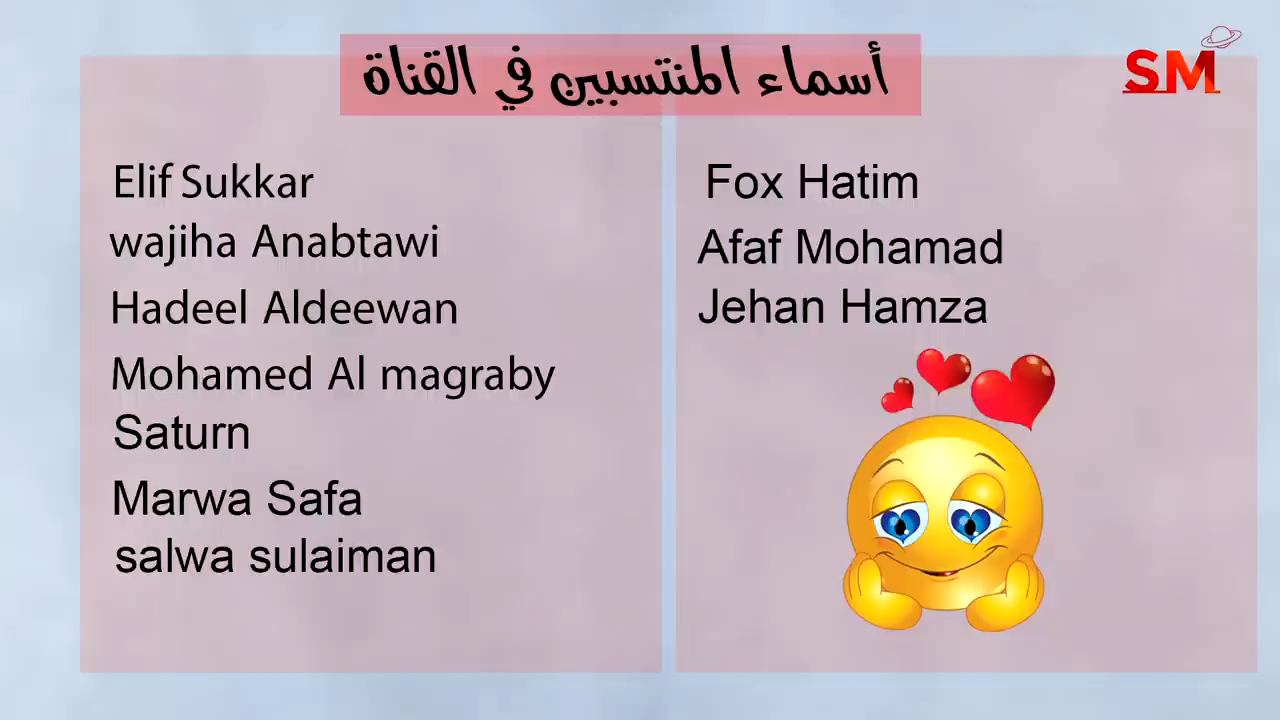 أسماء المنتسبين في القناة
SM
Elif Sukkar
wajiha Anabtawi
Hadeel Aldeewan
Mohamed Al magraby
Saturn
Marwa Safa
salwa sulaiman
Fox Hatim
Afaf Mohamad
Jehan Hamza